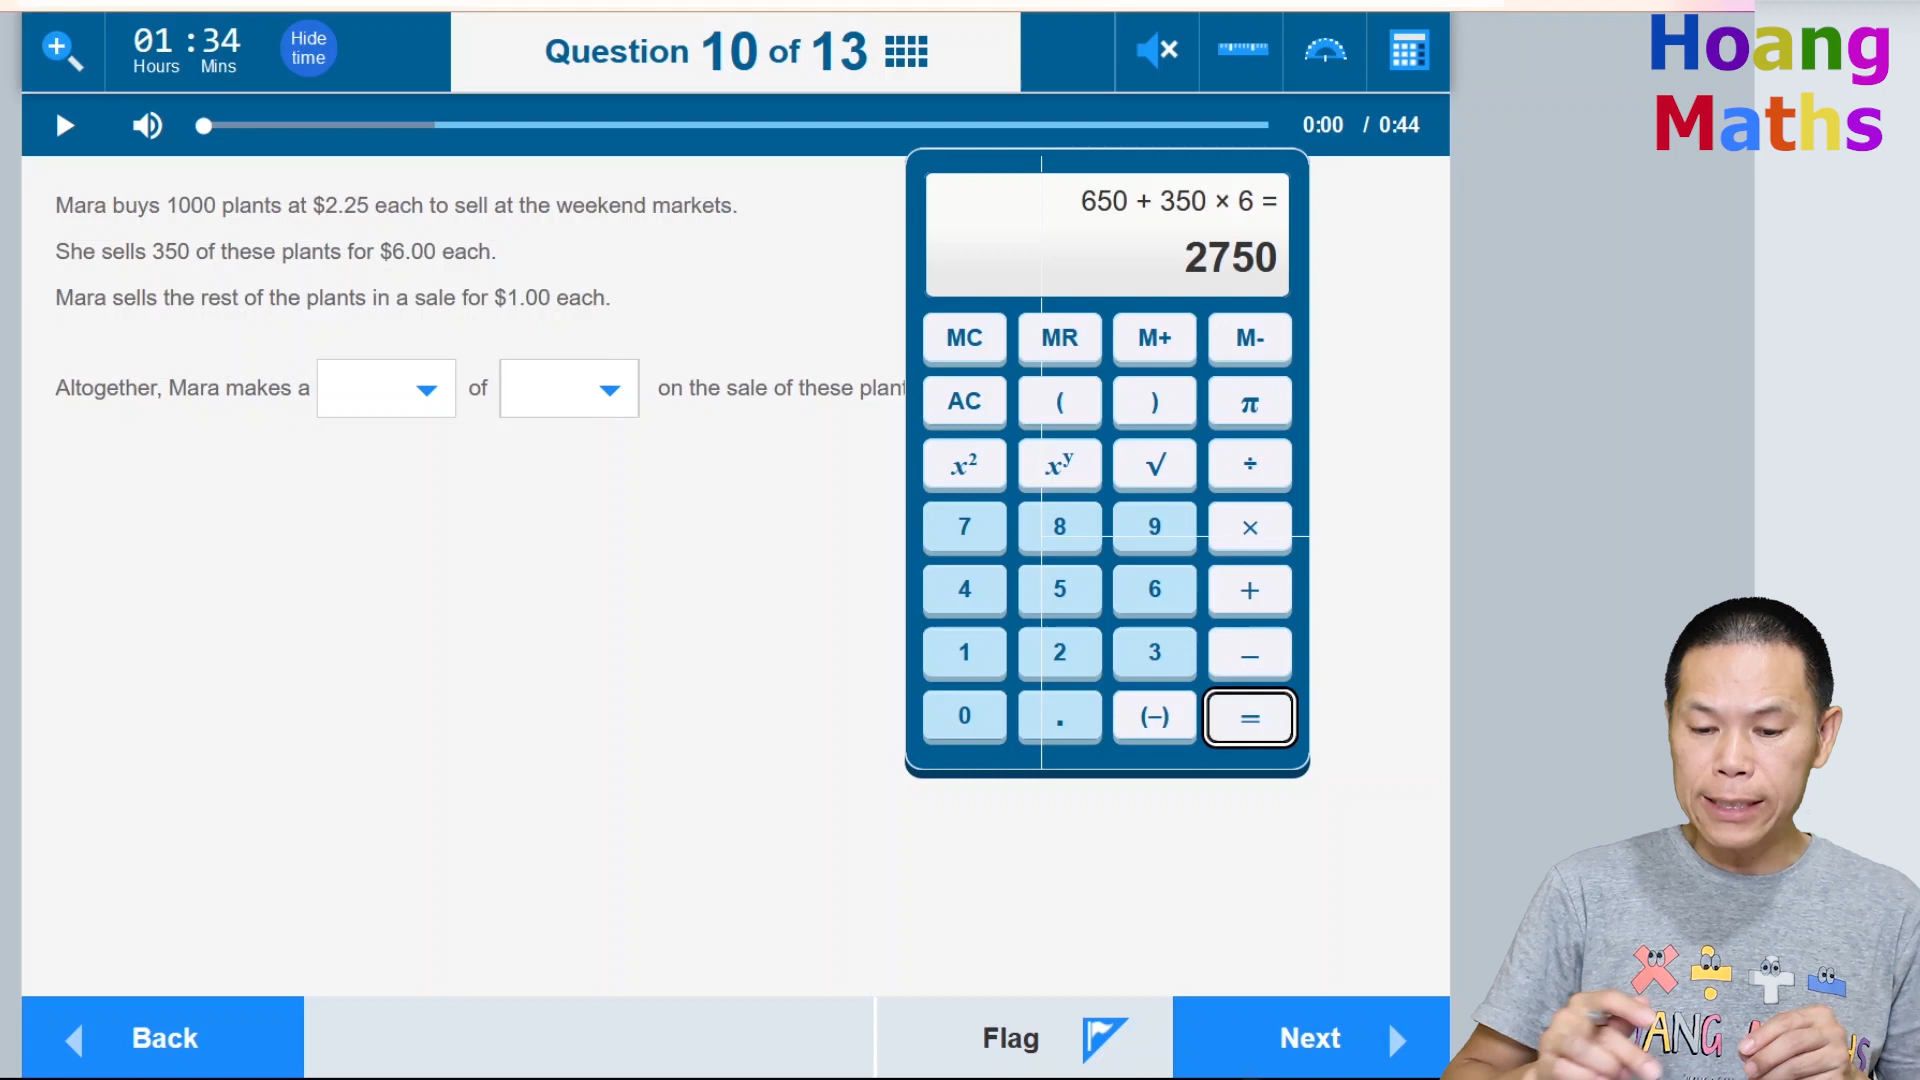 01 : 34
Hours Mins
Hide
time
Question 10 of 13
Hoang
Maths
0:00 / 0:44
Mara buys 1000 plants at $2.25 each to sell at the weekend markets.
She sells 350 of these plants for $6.00 each.
Mara sells the rest of the plants in a sale for $1.00 each.
Altogether, Mara makes a of on the sale of these plant
650 + 350 × 6 =
2750
MC MR M+ M-
AC ( ) π
x² xʸ √ ÷
7 8 9 ×
4 5 6 +
1 2 3 –
0 . (–) =
Back
Flag
Next